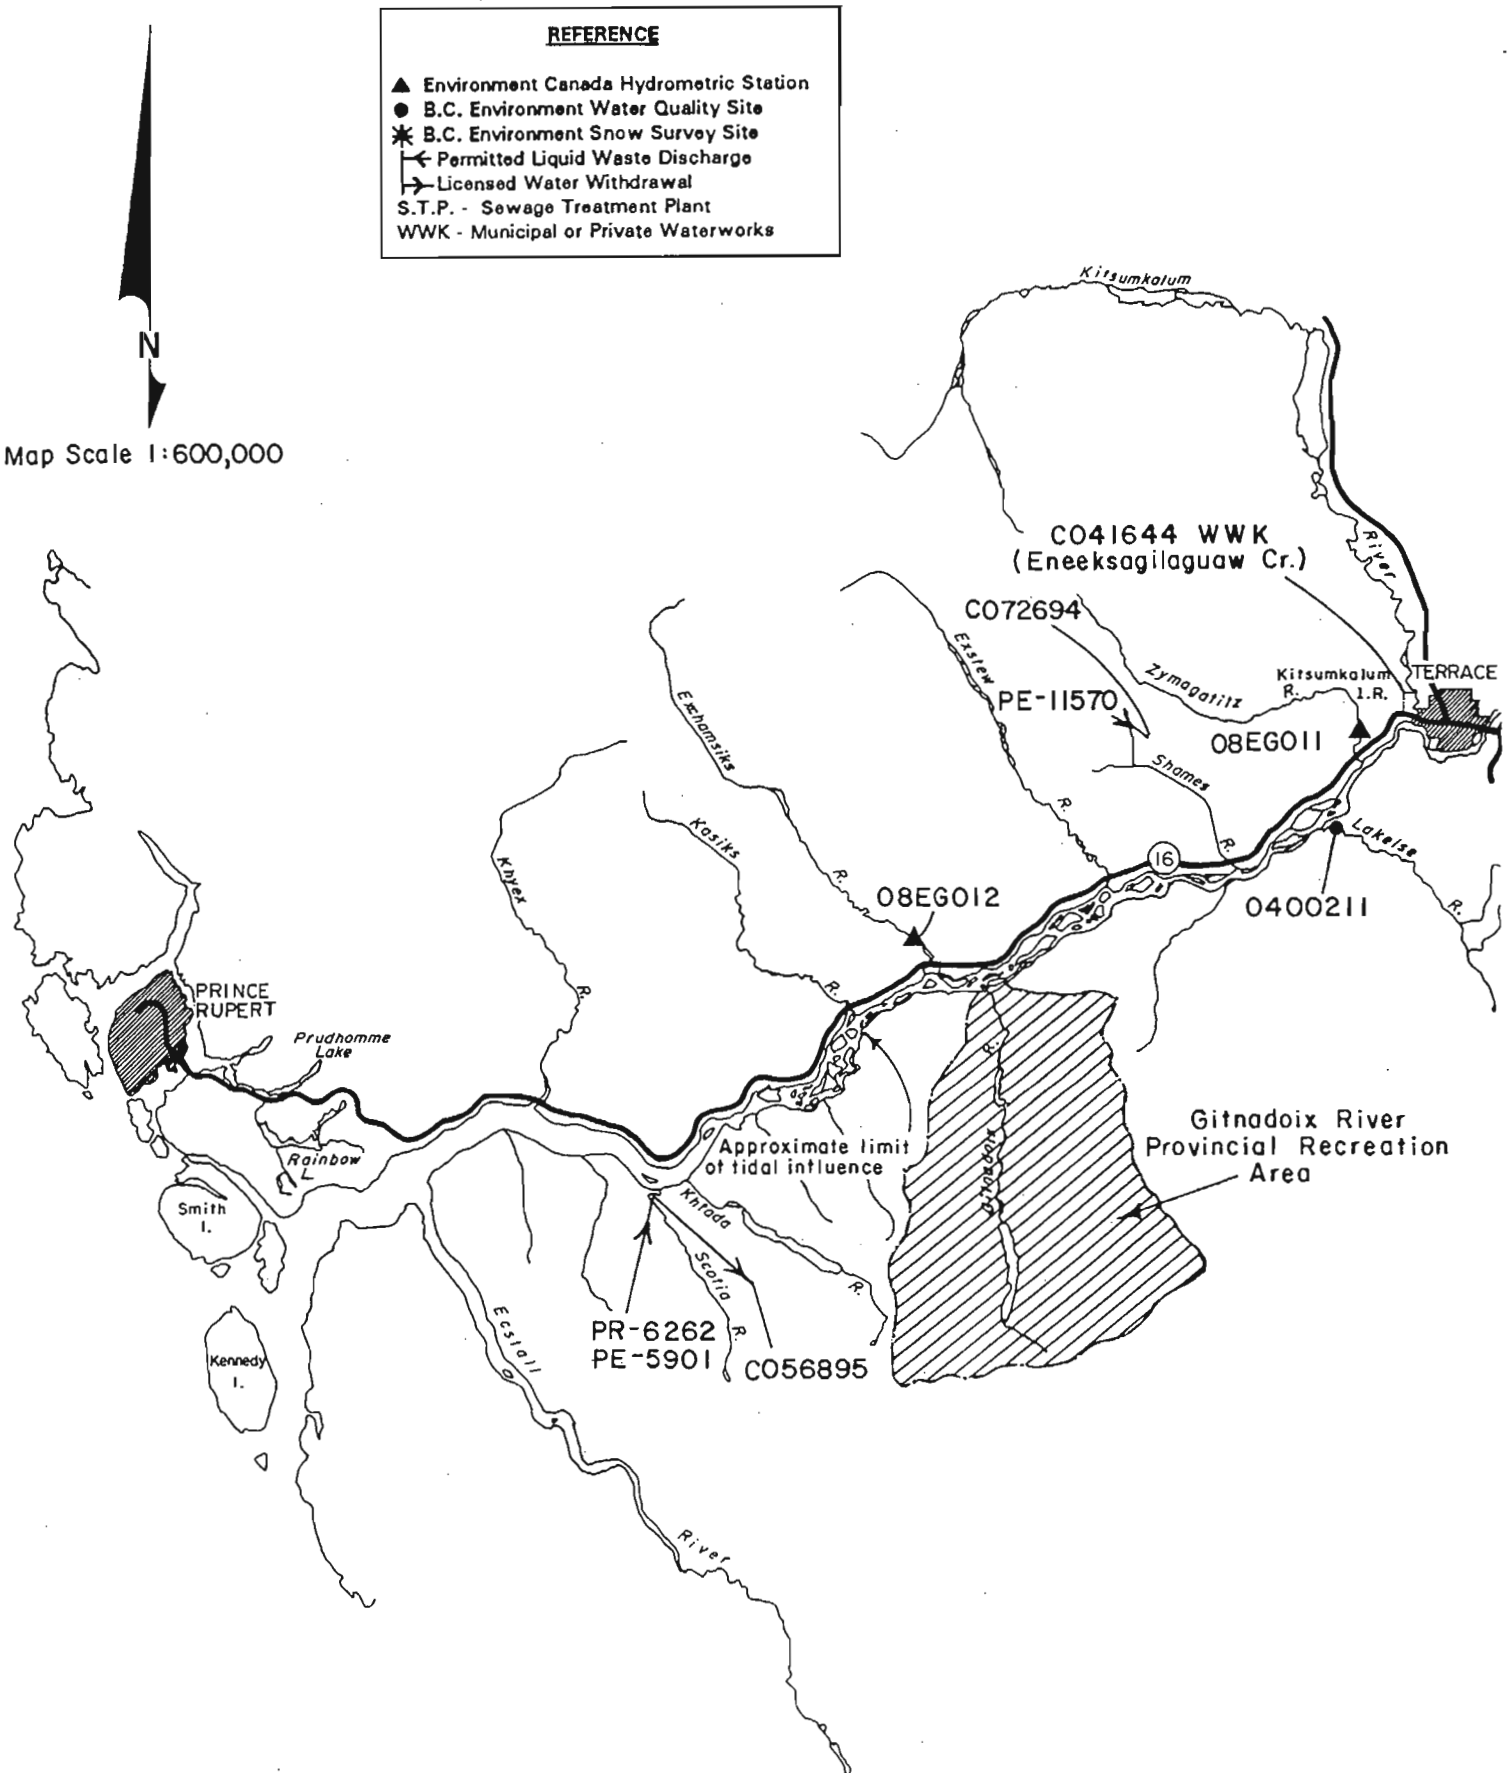 REFERENCE
Environment Canada Hydrometric Station
B.C. Environment Water Quality Site
B.C. Environment Snow Survey Site
Permitted Liquid Waste Discharge
Licensed Water Withdrawal
S.T.P. - Sewage Treatment Plant
WWK - Municipal or Private Waterworks
N
Map Scale 1:600,000
Kitsumkalum
River
CO41644 WWK
(Eneeksagilaguaw Cr.)
CO72694
Exstew
R.
PE-11570
Zymagatitz
R.
Kitsumkalum
I.R.
TERRACE
08EG011
Shames
R.
Exchamsiks
R.
Kasiks
R.
Khyex
R.
16
Lakelse
R.
0400211
08EG012
PRINCE
RUPERT
Prudhomme
Lake
Rainbow
L.
Smith
I.
Kennedy
I.
Approximate limit
of tidal influence
R.
Gitnadoix
Gitnadoix River
Provincial Recreation
Area
Khtada
R.
Scotia
R.
PR-6262
PE-5901
CO56895
Ecstall
River